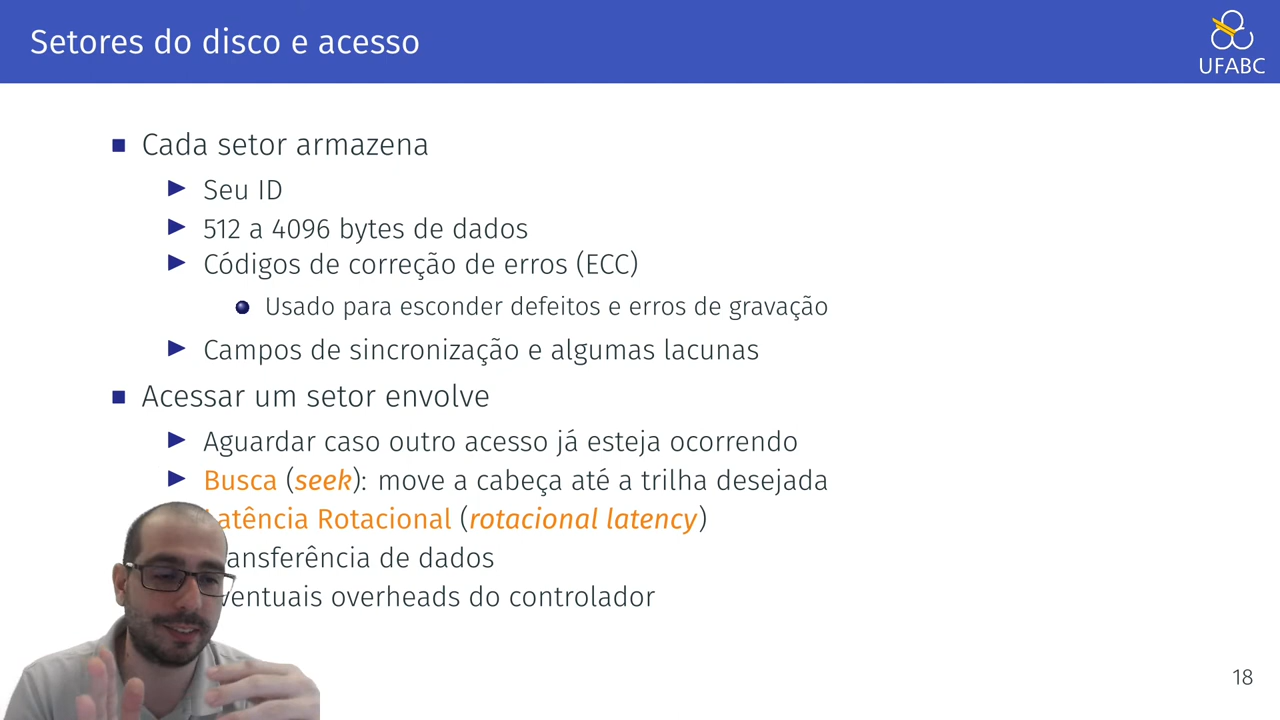 Setores do disco e acesso
UFABC
Cada setor armazena
Seu ID
512 a 4096 bytes de dados
Códigos de correção de erros (ECC)
Usado para esconder defeitos e erros de gravação
Campos de sincronização e algumas lacunas
Acessar um setor envolve
Aguardar caso outro acesso já esteja ocorrendo
Busca (seek): move a cabeça até a trilha desejada
Latência Rotacional (rotacional latency)
de dados
overheads do controlador
18